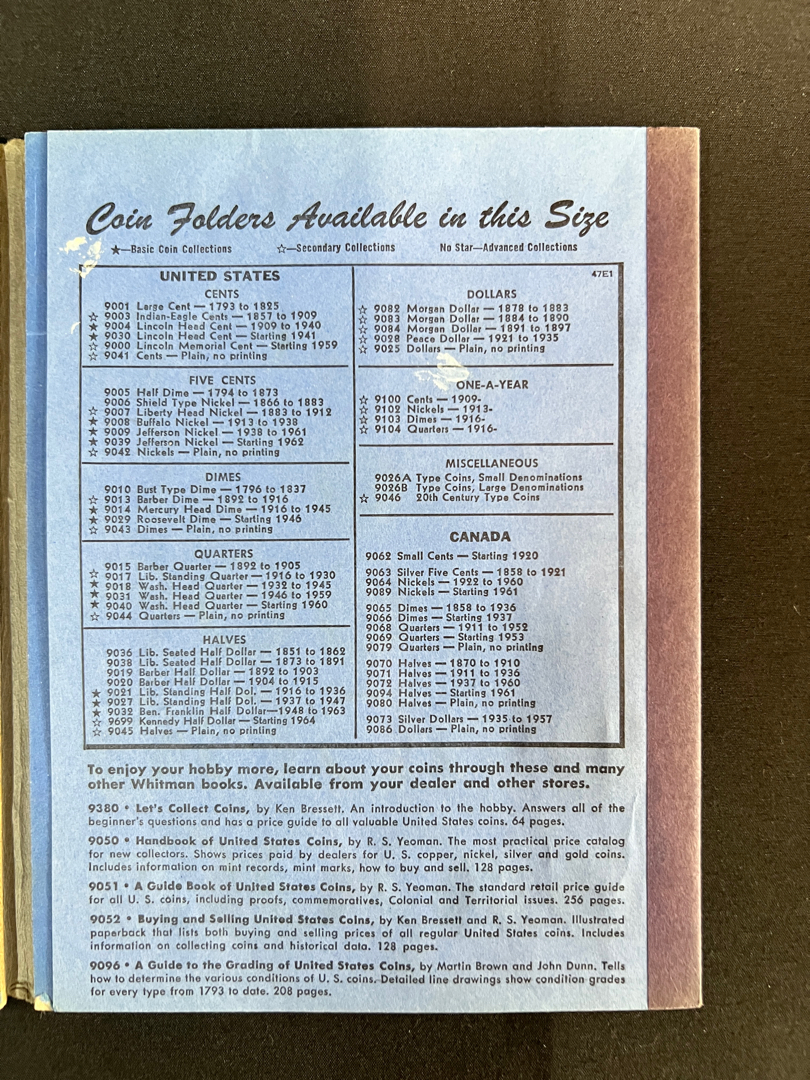 Coin Folders Available in this Size
★—Basic Coin Collections ☆—Secondary Collections No Star—Advanced Collections
UNITED STATES
CENTS
9001 Large Cent — 1793 to 1825
☆ 9003 Indian-Eagle Cents — 1857 to 1909
★ 9004 Lincoln Head Cent — 1909 to 1940
★ 9030 Lincoln Head Cent — Starting 1941
☆ 9000 Lincoln Memorial Cent — Starting 1959
☆ 9041 Cents — Plain, no printing
FIVE CENTS
9005 Half Dime — 1794 to 1873
9006 Shield Type Nickel — 1866 to 1883
☆ 9007 Liberty Head Nickel — 1883 to 1912
★ 9008 Buffalo Nickel — 1913 to 1938
★ 9009 Jefferson Nickel — 1938 to 1961
★ 9039 Jefferson Nickel — Starting 1962
☆ 9042 Nickels — Plain, no printing
DIMES
9010 Bust Type Dime — 1796 to 1837
☆ 9013 Barber Dime — 1892 to 1916
★ 9014 Mercury Head Dime — 1916 to 1945
★ 9029 Roosevelt Dime — Starting 1946
☆ 9043 Dimes — Plain, no printing
QUARTERS
9015 Barber Quarter — 1892 to 1905
☆ 9017 Lib. Standing Quarter — 1916 to 1930
★ 9018 Wash. Head Quarter — 1932 to 1945
★ 9031 Wash. Head Quarter — 1946 to 1959
★ 9040 Wash. Head Quarter — Starting 1960
☆ 9044 Quarters — Plain, no printing
HALVES
9036 Lib. Seated Half Dollar — 1851 to 1862
9038 Lib. Seated Half Dollar — 1873 to 1891
9019 Barber Half Dollar — 1892 to 1903
9020 Barber Half Dollar — 1904 to 1915
★ 9021 Lib. Standing Half Dol. — 1916 to 1936
★ 9027 Lib. Standing Half Dol. — 1937 to 1947
★ 9032 Ben. Franklin Half Dollar—1948 to 1963
☆ 9699 Kennedy Half Dollar — Starting 1964
☆ 9045 Halves — Plain, no printing
47E1
DOLLARS
☆ 9082 Morgan Dollar — 1878 to 1883
☆ 9083 Morgan Dollar — 1884 to 1890
☆ 9084 Morgan Dollar — 1891 to 1897
☆ 9028 Peace Dollar — 1921 to 1935
☆ 9025 Dollars — Plain, no printing
ONE-A-YEAR
☆ 9100 Cents — 1909-
☆ 9102 Nickels — 1913-
☆ 9103 Dimes — 1916-
☆ 9104 Quarters — 1916-
MISCELLANEOUS
9026A Type Coins, Small Denominations
9026B Type Coins, Large Denominations
☆ 9046 20th Century Type Coins
CANADA
9062 Small Cents — Starting 1920
9063 Silver Five Cents — 1858 to 1921
9064 Nickels — 1922 to 1960
9089 Nickels — Starting 1961
9065 Dimes — 1858 to 1936
9066 Dimes — Starting 1937
9068 Quarters — 1911 to 1952
9069 Quarters — Starting 1953
9079 Quarters — Plain, no printing
9070 Halves — 1870 to 1910
9071 Halves — 1911 to 1936
9072 Halves — 1937 to 1960
9094 Halves — Starting 1961
9080 Halves — Plain, no printing
9073 Silver Dollars — 1935 to 1957
9086 Dollars — Plain, no printing
To enjoy your hobby more, learn about your coins through these and many
other Whitman books. Available from your dealer and other stores.
9380 • Let's Collect Coins, by Ken Bressett. An introduction to the hobby. Answers all of the
beginner's questions and has a price guide to all valuable United States coins. 64 pages.
9050 • Handbook of United States Coins, by R. S. Yeoman. The most practical price catalog
for new collectors. Shows prices paid by dealers for U. S. copper, nickel, silver and gold coins.
Includes information on mint records, mint marks, how to buy and sell. 128 pages.
9051 • A Guide Book of United States Coins, by R. S. Yeoman. The standard retail price guide
for all U. S. coins, including proofs, commemoratives, Colonial and Territorial issues. 256 pages.
9052 • Buying and Selling United States Coins, by Ken Bressett and R. S. Yeoman. Illustrated
paperback that lists both buying and selling prices of all regular United States coins. Includes
information on collecting coins and historical data. 128 pages.
9096 • A Guide to the Grading of United States Coins, by Martin Brown and John Dunn. Tells
how to determine the various conditions of U. S. coins. Detailed line drawings show condition grades
for every type from 1793 to date. 208 pages.